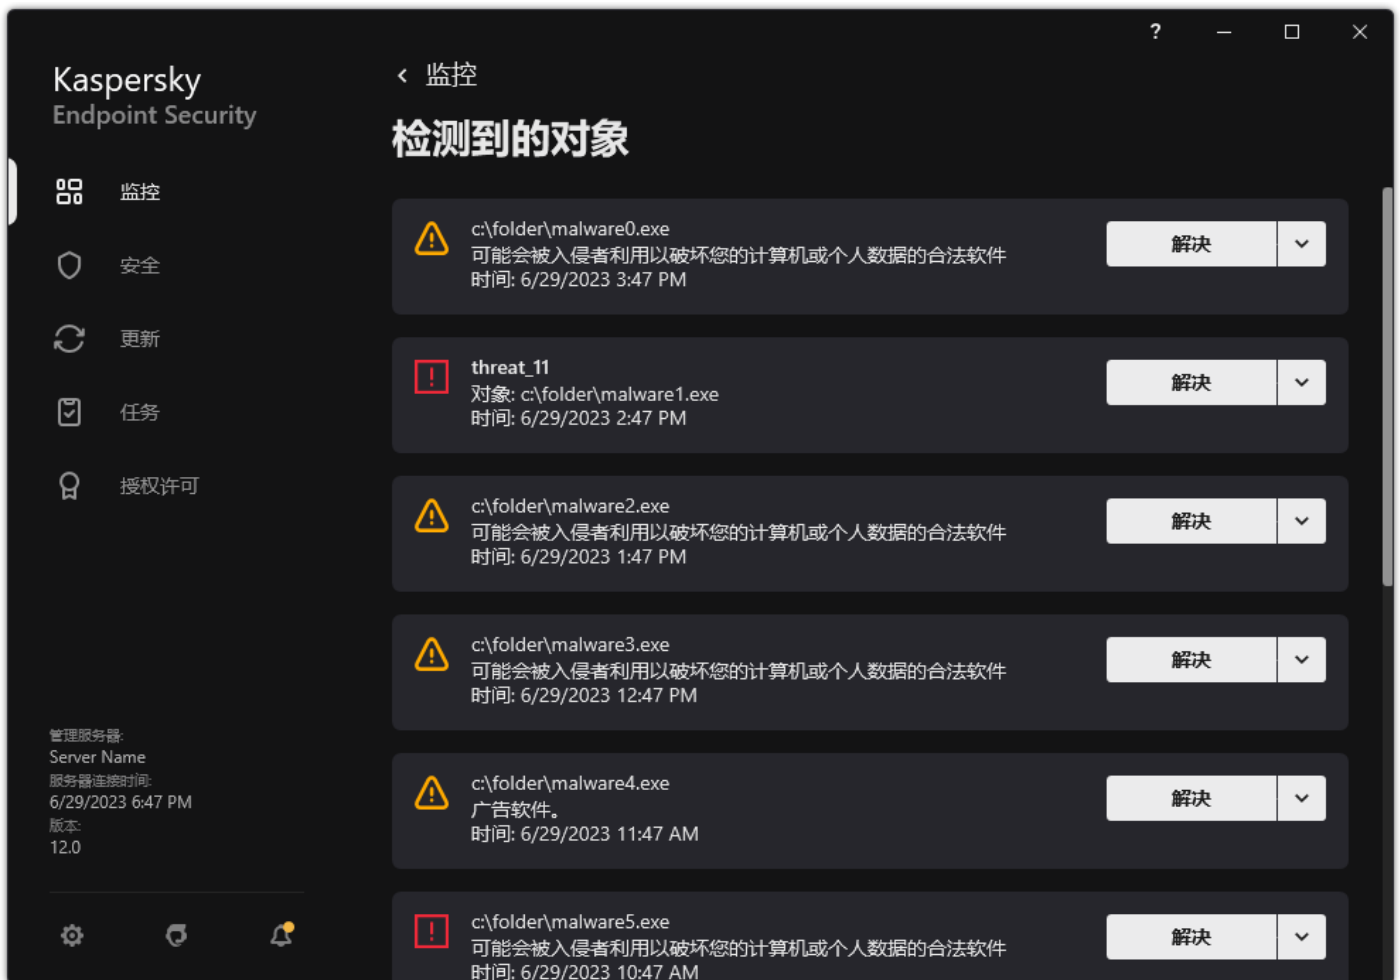 Kaspersky
Endpoint Security
监控
安全
更新
任务
授权许可
管理服务器:
Server Name
服务器连接时间:
6/29/2023 6:47 PM
版本:
12.0
?
监控
检测到的对象
c:\folder\malware0.exe
可能会被入侵者利用以破坏您的计算机或个人数据的合法软件
时间: 6/29/2023 3:47 PM
解决
threat_11
对象: c:\folder\malware1.exe
时间: 6/29/2023 2:47 PM
解决
c:\folder\malware2.exe
可能会被入侵者利用以破坏您的计算机或个人数据的合法软件
时间: 6/29/2023 1:47 PM
解决
c:\folder\malware3.exe
可能会被入侵者利用以破坏您的计算机或个人数据的合法软件
时间: 6/29/2023 12:47 PM
解决
c:\folder\malware4.exe
广告软件。
时间: 6/29/2023 11:47 AM
解决
c:\folder\malware5.exe
可能会被入侵者利用以破坏您的计算机或个人数据的合法软件
时间: 6/29/2023 10:47 AM
解决